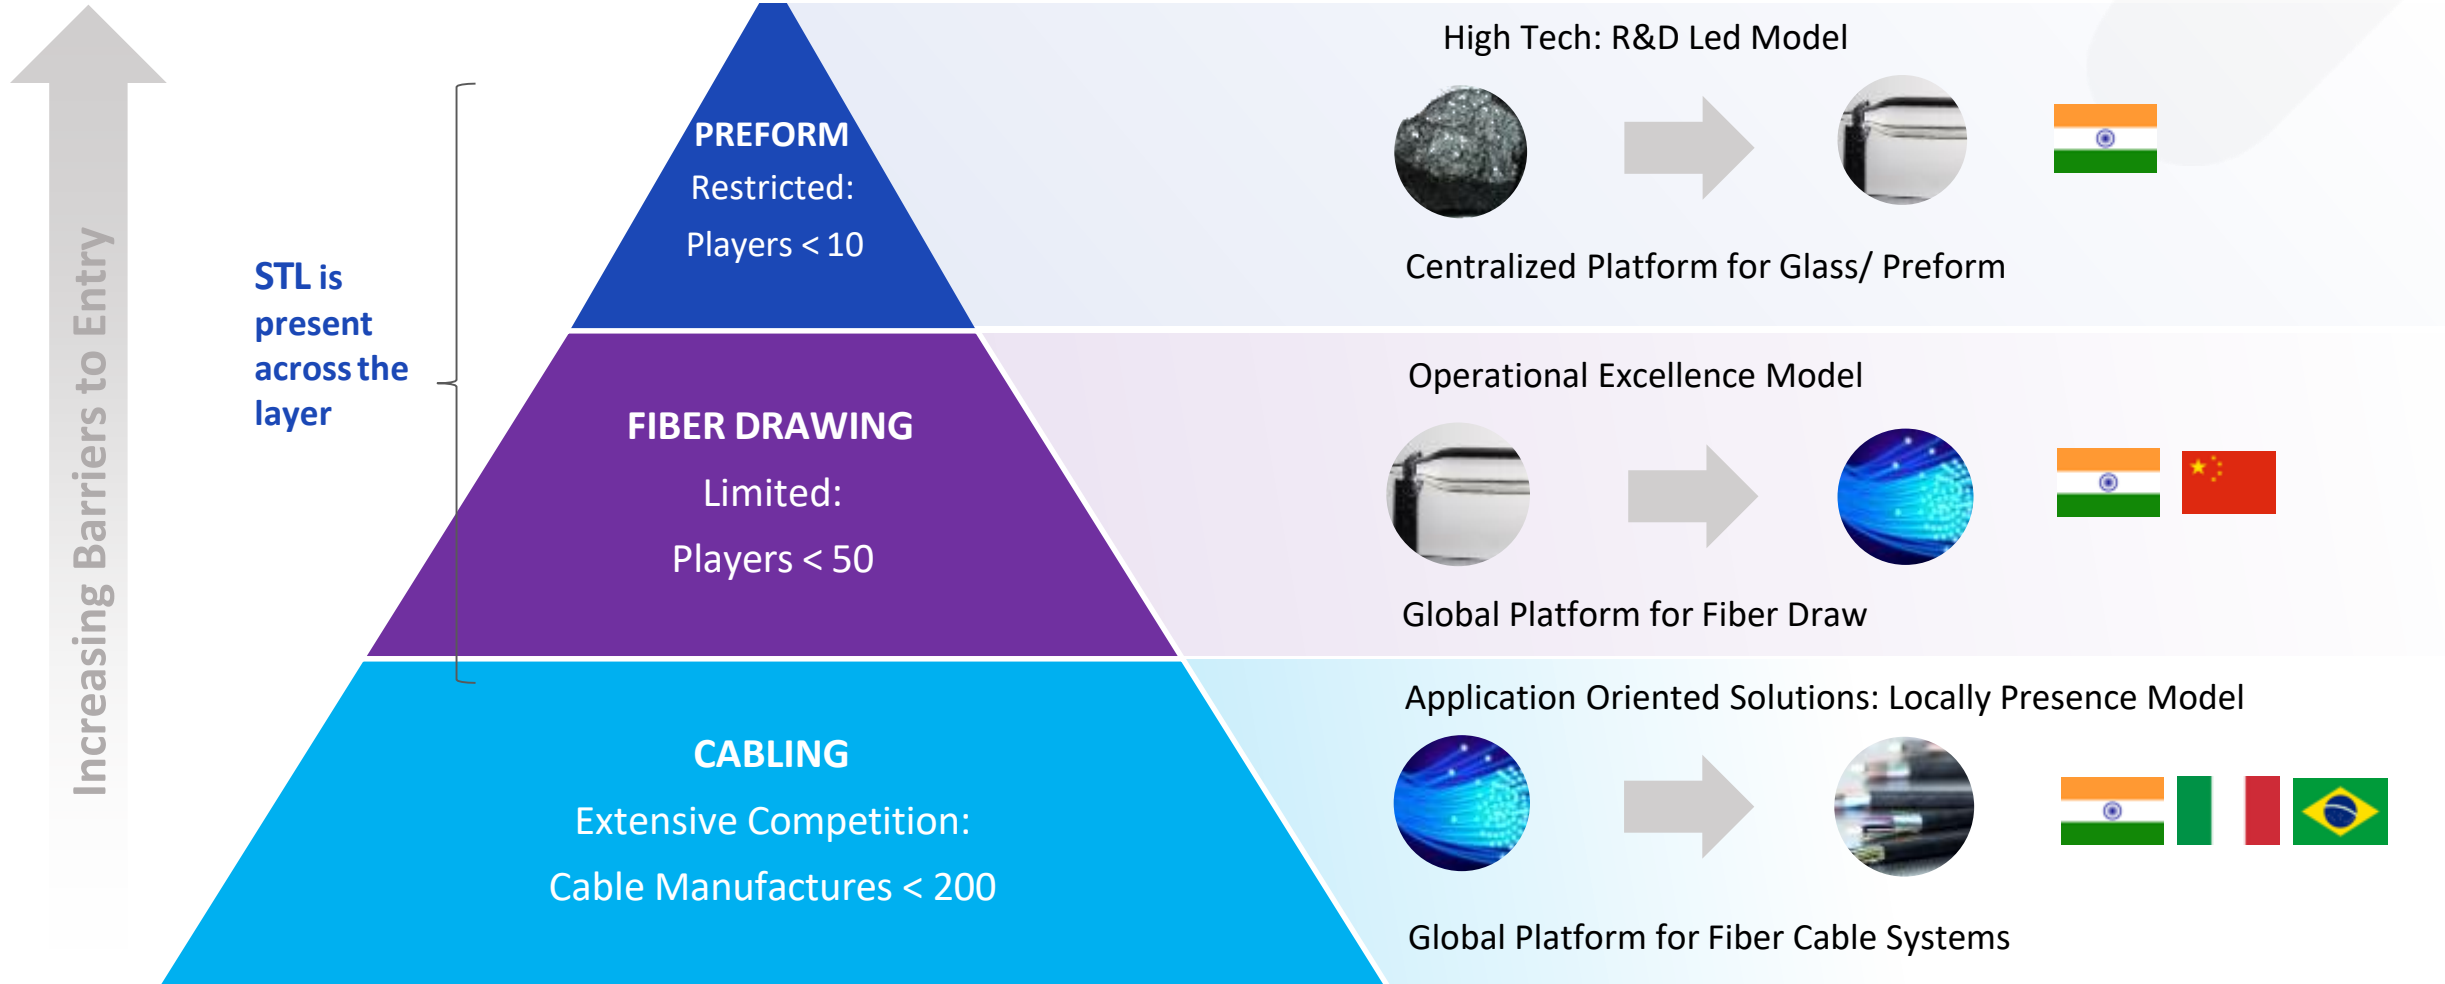 Increasing Barriers to Entry
STL is
present
across the
layer
PREFORM
Restricted:
Players < 10
High Tech: R&D Led Model
Centralized Platform for Glass/ Preform
FIBER DRAWING
Limited:
Players < 50
Operational Excellence Model
Global Platform for Fiber Draw
CABLING
Extensive Competition:
Cable Manufactures < 200
Application Oriented Solutions: Locally Presence Model
Global Platform for Fiber Cable Systems